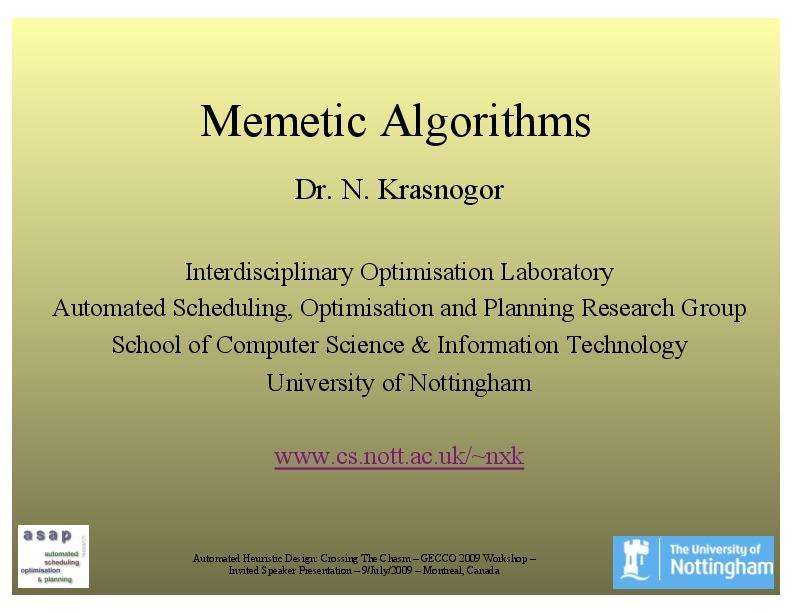 Memetic Algorithms
Dr. N. Krasnogor
Interdisciplinary Optimisation Laboratory
Automated Scheduling, Optimisation and Planning Research Group
School of Computer Science & Information Technology
University of Nottingham
www.cs.nott.ac.uk/~nxk
asap
research
automated
scheduling
optimisation
& planning
Automated Heuristic Design: Crossing The Chasm – GECCO 2009 Workshop –
Invited Speaker Presentation – 9/July/2009 – Montreal, Canada
The University of
Nottingham